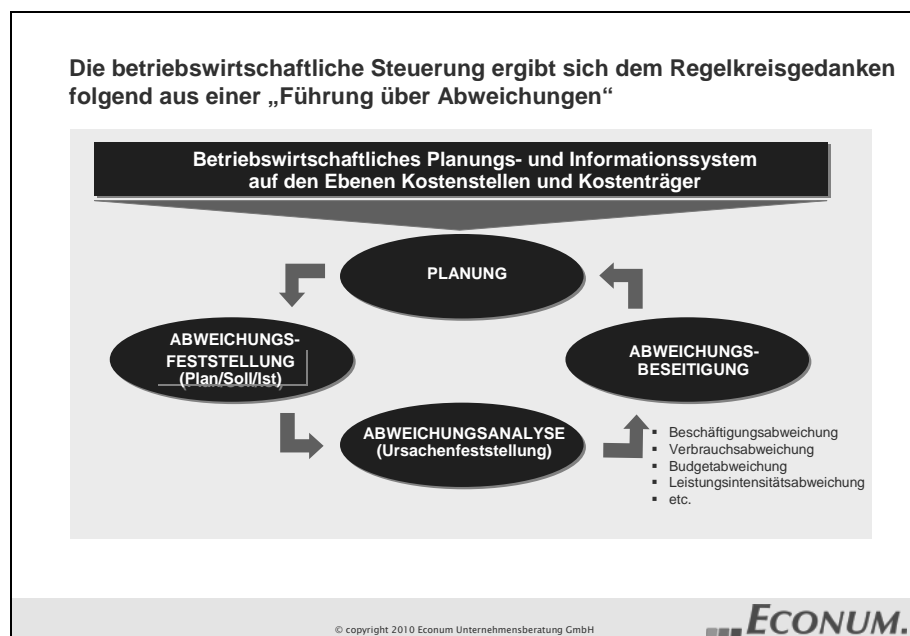 Die betriebswirtschaftliche Steuerung ergibt sich dem Regelkreisgedanken
folgend aus einer „Führung über Abweichungen“
Betriebswirtschaftliches Planungs- und Informationssystem
auf den Ebenen Kostenstellen und Kostenträger
PLANUNG
ABWEICHUNGS-
FESTSTELLUNG
(Plan/Soll/Ist)
ABWEICHUNGS-
BESEITIGUNG
ABWEICHUNGSANALYSE
(Ursachenfeststellung)
▪ Beschäftigungsabweichung
▪ Verbrauchsabweichung
▪ Budgetabweichung
▪ Leistungsintensitätsabweichung
▪ etc.
© copyright 2010 Econum Unternehmensberatung GmbH
ECONUM.